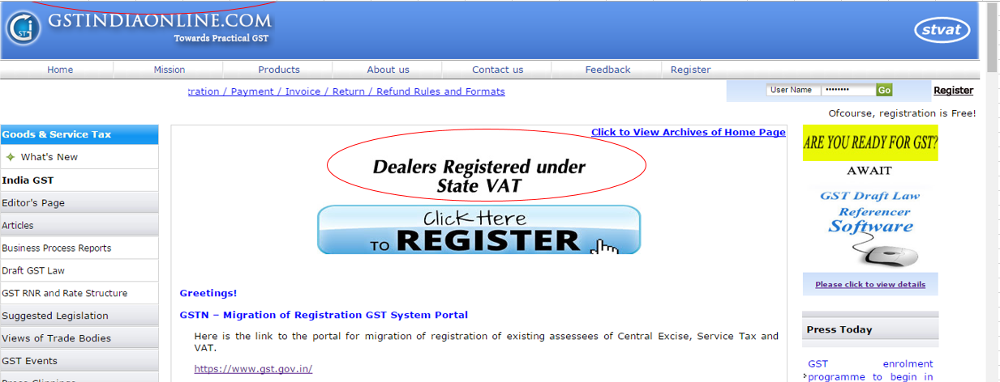 GSTINDIAONLINE.COM
Towards Practical GST
GST
stvat
Home Mission Products About us Contact us Feedback Register
tration / Payment / Invoice / Return / Refund Rules and Formats
User Name •••••••• Go Register
Ofcourse, registration is Free!
Goods & Service Tax
What's New
India GST
Editor's Page
Articles
Business Process Reports
Draft GST Law
GST RNR and Rate Structure
Suggested Legislation
Views of Trade Bodies
GST Events
Press Clippings
Click to View Archives of Home Page
Dealers Registered under
State VAT
Click Here
TO REGISTER
Greetings!
GSTN – Migration of Registration GST System Portal
Here is the link to the portal for migration of registration of existing assessees of Central Excise, Service Tax and
VAT.
https://www.gst.gov.in/
ARE YOU READY FOR GST?
AWAIT
GST Draft Law
Referencer
Software
Please click to view details
Press Today
GST enrolment
programme to begin in